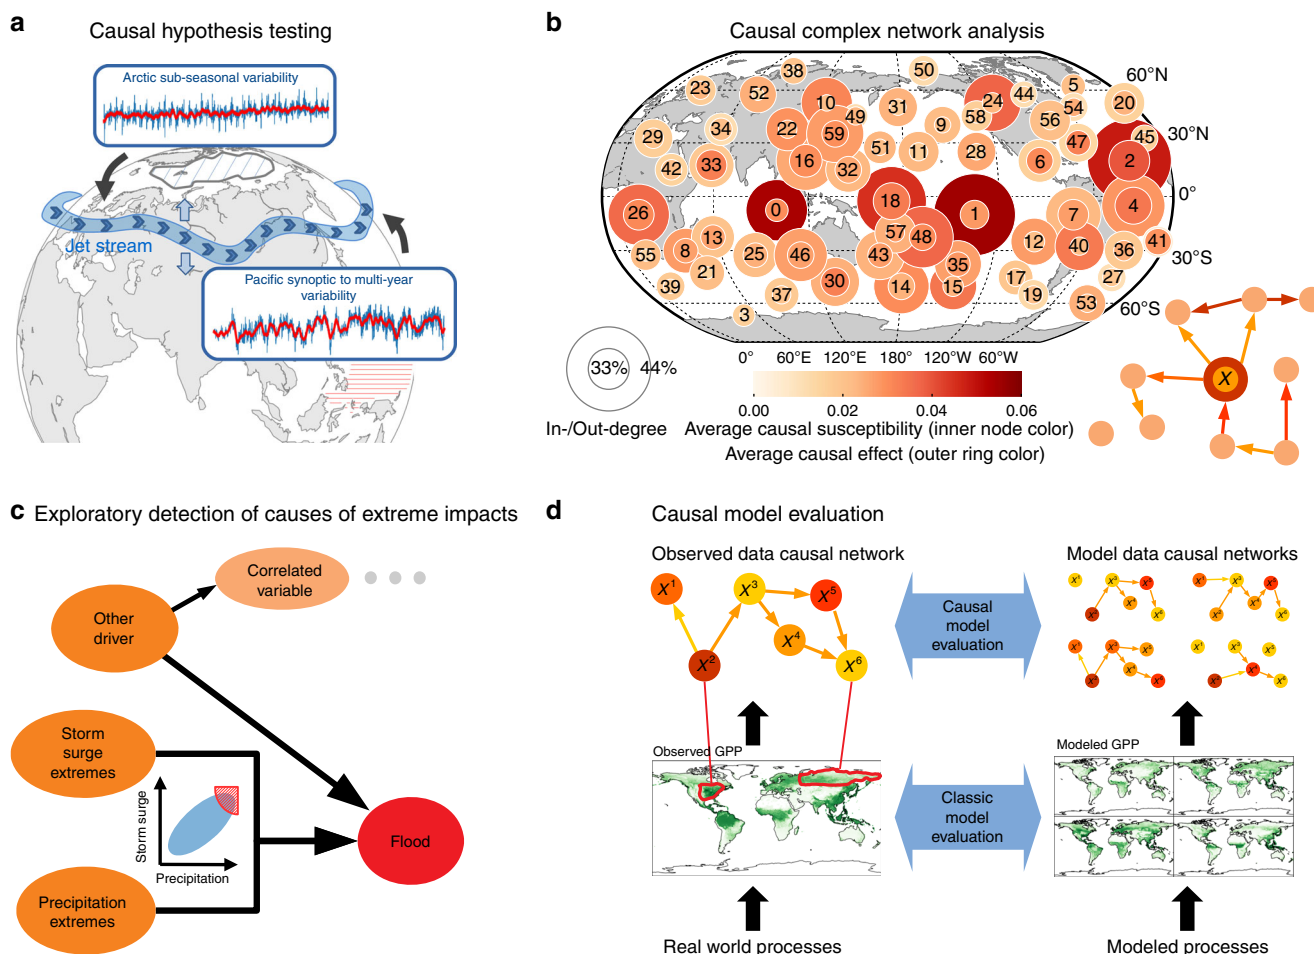 a
Causal hypothesis testing
Arctic sub-seasonal variability
Jet stream
Pacific synoptic to multi-year
variability
b
Causal complex network analysis
38
50
60°N
23
52
10
31
24
44
5
20
49
58
54
56
29
34
22
59
9
30°N
45
47
51
11
28
42
33
16
32
6
2
0°
26
0
18
1
7
4
57
48
13
12
40
41
55
8
25
46
43
36
30°S
35
21
17
27
39
30
14
15
37
19
53
3
60°S
0°
60°E
120°E
180°
120°W
60°W
33%
44%
In-/Out-degree
0.00
0.02
0.04
0.06
Average causal susceptibility (inner node color)
Average causal effect (outer ring color)
X
c
Exploratory detection of causes of extreme impacts
Correlated
variable
Other
driver
Storm
surge
extremes
Storm surge
Precipitation
Flood
Precipitation
extremes
d
Causal model evaluation
Observed data causal network
X1
X3
X5
X4
X2
X6
Causal
model
evaluation
Model data causal networks
Observed GPP
Classic
model
evaluation
Modeled GPP
Real world processes
Modeled processes